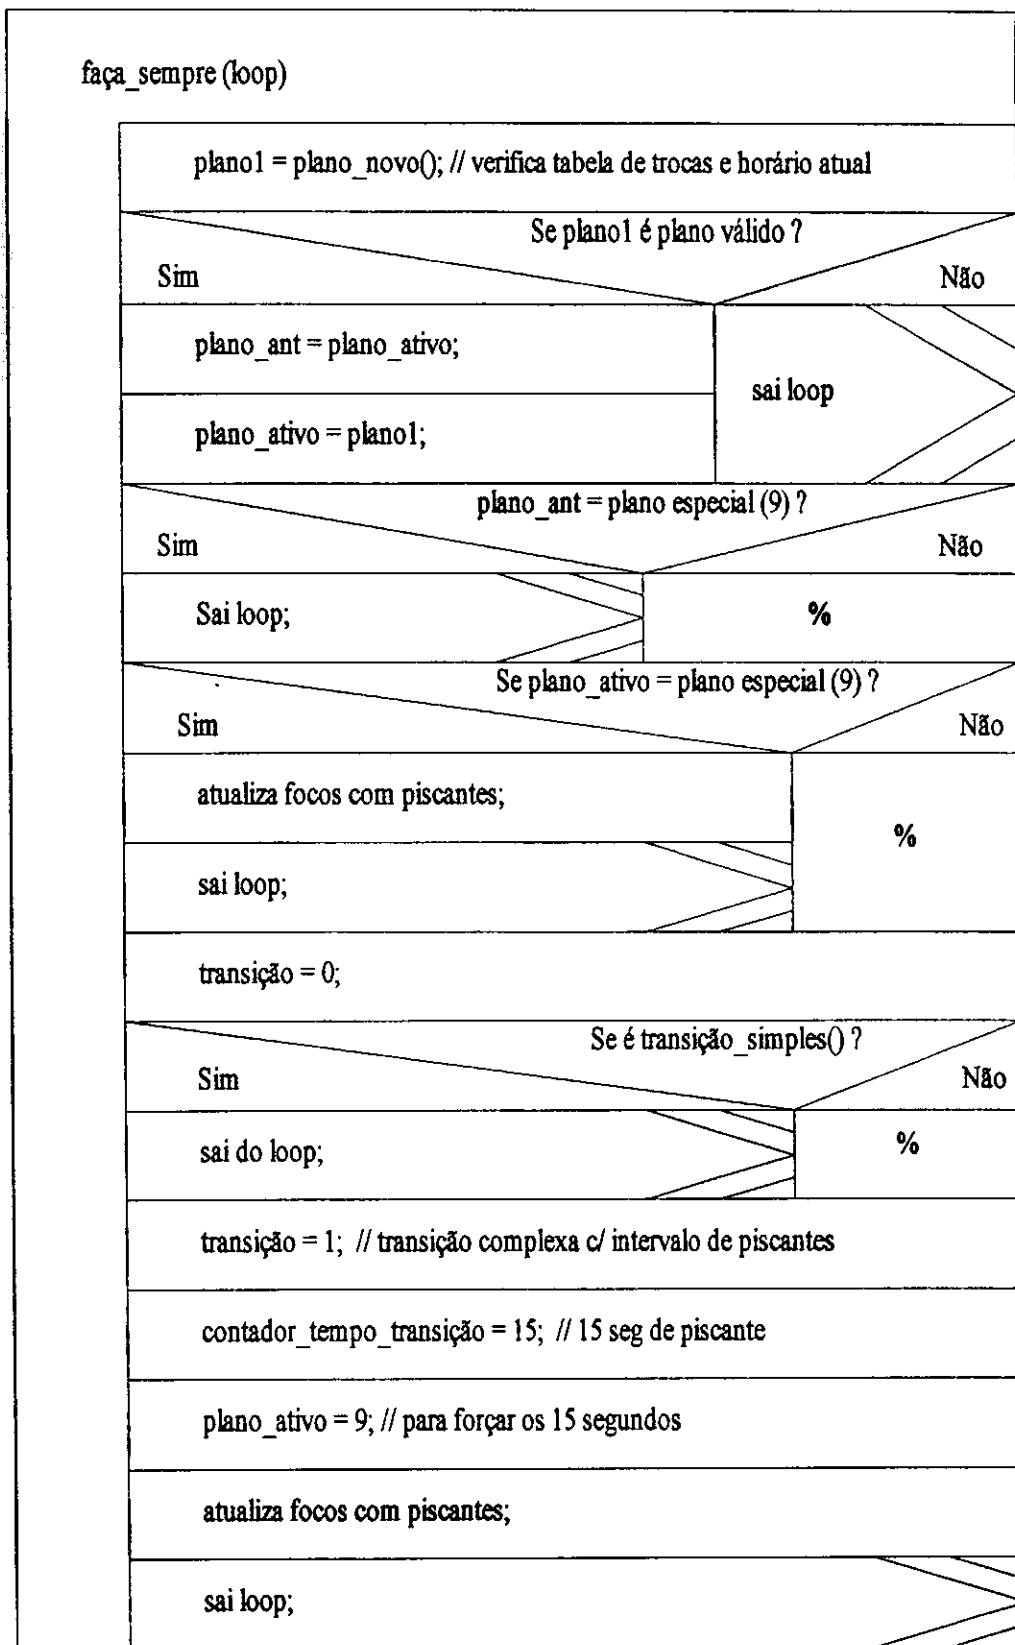 faça_sempre (loop)
plano1 = plano_novo(); // verifica tabela de trocas e horário atual
Se plano1 é plano válido ?
Sim
Não
plano_ant = plano_ativo;
sai loop
plano_ativo = plano1;
plano_ant = plano especial (9) ?
Sim
Não
Sai loop;
%
Se plano_ativo = plano especial (9) ?
Sim
Não
atualiza focos com piscantes;
%
sai loop;
transição = 0;
Se é transição_simples() ?
Sim
Não
sai do loop;
%
transição = 1; // transição complexa c/ intervalo de piscantes
contador_tempo_transição = 15; // 15 seg de piscante
plano_ativo = 9; // para forçar os 15 segundos
atualiza focos com piscantes;
sai loop;